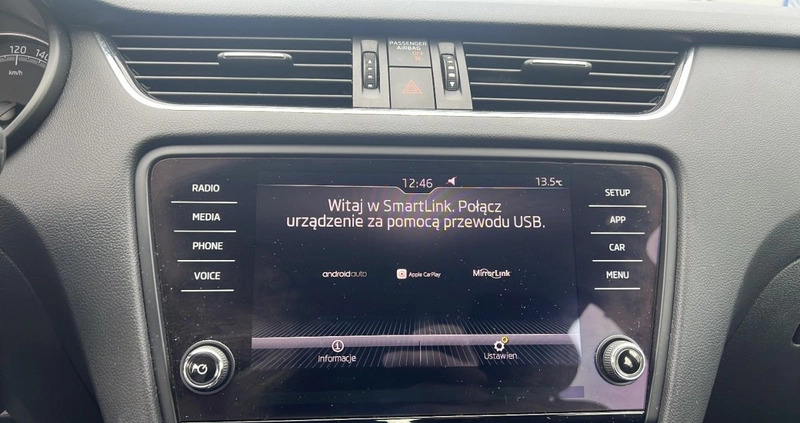 120 140
km/h
PASSENGER
AIRBAG
12:46
13.5°C
RADIO
MEDIA
PHONE
VOICE
Witaj w SmartLink. Połącz
urządzenie za pomocą przewodu USB.
androidauto
Apple CarPlay
MirrorLink
SETUP
APP
CAR
MENU
i
Informacje
Ustawien